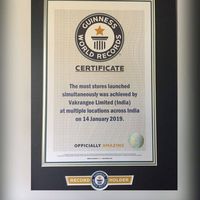 GUINNESS
WORLD RECORDS
CERTIFICATE
The most stores launched
simultaneously was achieved by
Vakrangee Limited (India)
at multiple locations across India
on 14 January 2019.
OFFICIALLY AMAZING
RECORD HOLDER